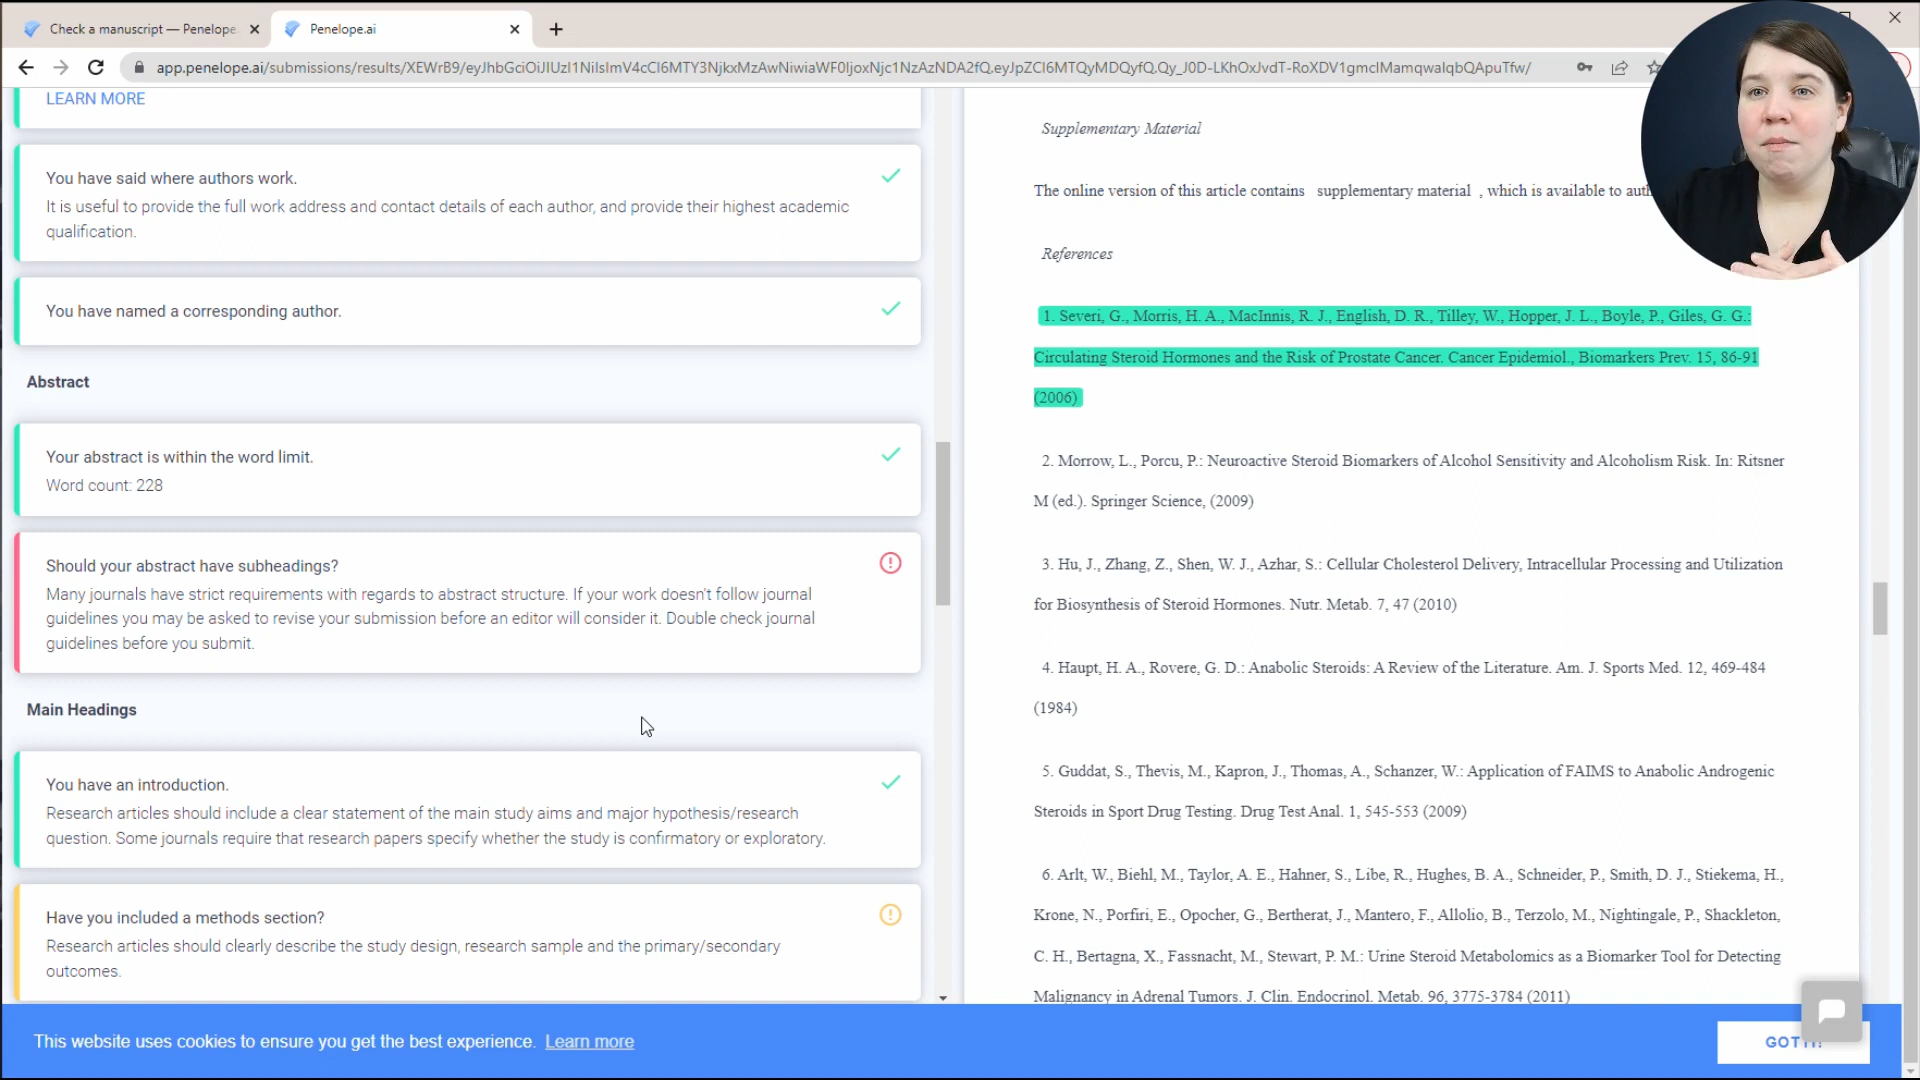 Check a manuscript — Penelope
Penelope.ai
app.penelope.ai/submissions/results/XEWrB9/eyJhbGciOiJIUzI1NiIsImV4cCI6MTY3NjkxMzAwNiwiaWF0IjoxNjc1NzAzNDA2fQ.eyJpZCI6MTQyMDQyfQ.Qy_J0D-LKhOxJvdT-RoXDV1gmcIMamqwaIqbQApuTfw/
LEARN MORE
You have said where authors work.
It is useful to provide the full work address and contact details of each author, and provide their highest academic
qualification.
You have named a corresponding author.
Abstract
Your abstract is within the word limit.
Word count: 228
Should your abstract have subheadings?
Many journals have strict requirements with regards to abstract structure. If your work doesn't follow journal
guidelines you may be asked to revise your submission before an editor will consider it. Double check journal
guidelines before you submit.
Main Headings
You have an introduction.
Research articles should include a clear statement of the main study aims and major hypothesis/research
question. Some journals require that research papers specify whether the study is confirmatory or exploratory.
Have you included a methods section?
Research articles should clearly describe the study design, research sample and the primary/secondary
outcomes.
Supplementary Material
The online version of this article contains supplementary material , which is available to
References
1. Severi, G., Morris, H. A., MacInnis, R. J., English, D. R., Tilley, W., Hopper, J. L., Boyle, P., Giles, G. G.:
Circulating Steroid Hormones and the Risk of Prostate Cancer. Cancer Epidemiol., Biomarkers Prev. 15, 86-91
(2006)
2. Morrow, L., Porcu, P.: Neuroactive Steroid Biomarkers of Alcohol Sensitivity and Alcoholism Risk. In: Ritsner
M (ed.). Springer Science, (2009)
3. Hu, J., Zhang, Z., Shen, W. J., Azhar, S.: Cellular Cholesterol Delivery, Intracellular Processing and Utilization
for Biosynthesis of Steroid Hormones. Nutr. Metab. 7, 47 (2010)
4. Haupt, H. A., Rovere, G. D.: Anabolic Steroids: A Review of the Literature. Am. J. Sports Med. 12, 469-484
(1984)
5. Guddat, S., Thevis, M., Kapron, J., Thomas, A., Schanzer, W.: Application of FAIMS to Anabolic Androgenic
Steroids in Sport Drug Testing. Drug Test Anal. 1, 545-553 (2009)
6. Arlt, W., Biehl, M., Taylor, A. E., Hahner, S., Libe, R., Hughes, B. A., Schneider, P., Smith, D. J., Stiekema, H.,
Krone, N., Porfiri, E., Opocher, G., Bertherat, J., Mantero, F., Allolio, B., Terzolo, M., Nightingale, P., Shackleton,
C. H., Bertagna, X., Fassnacht, M., Stewart, P. M.: Urine Steroid Metabolomics as a Biomarker Tool for Detecting
Malignancy in Adrenal Tumors. J. Clin. Endocrinol. Metab. 96, 3775-3784 (2011)
This website uses cookies to ensure you get the best experience. Learn more
GOT IT!